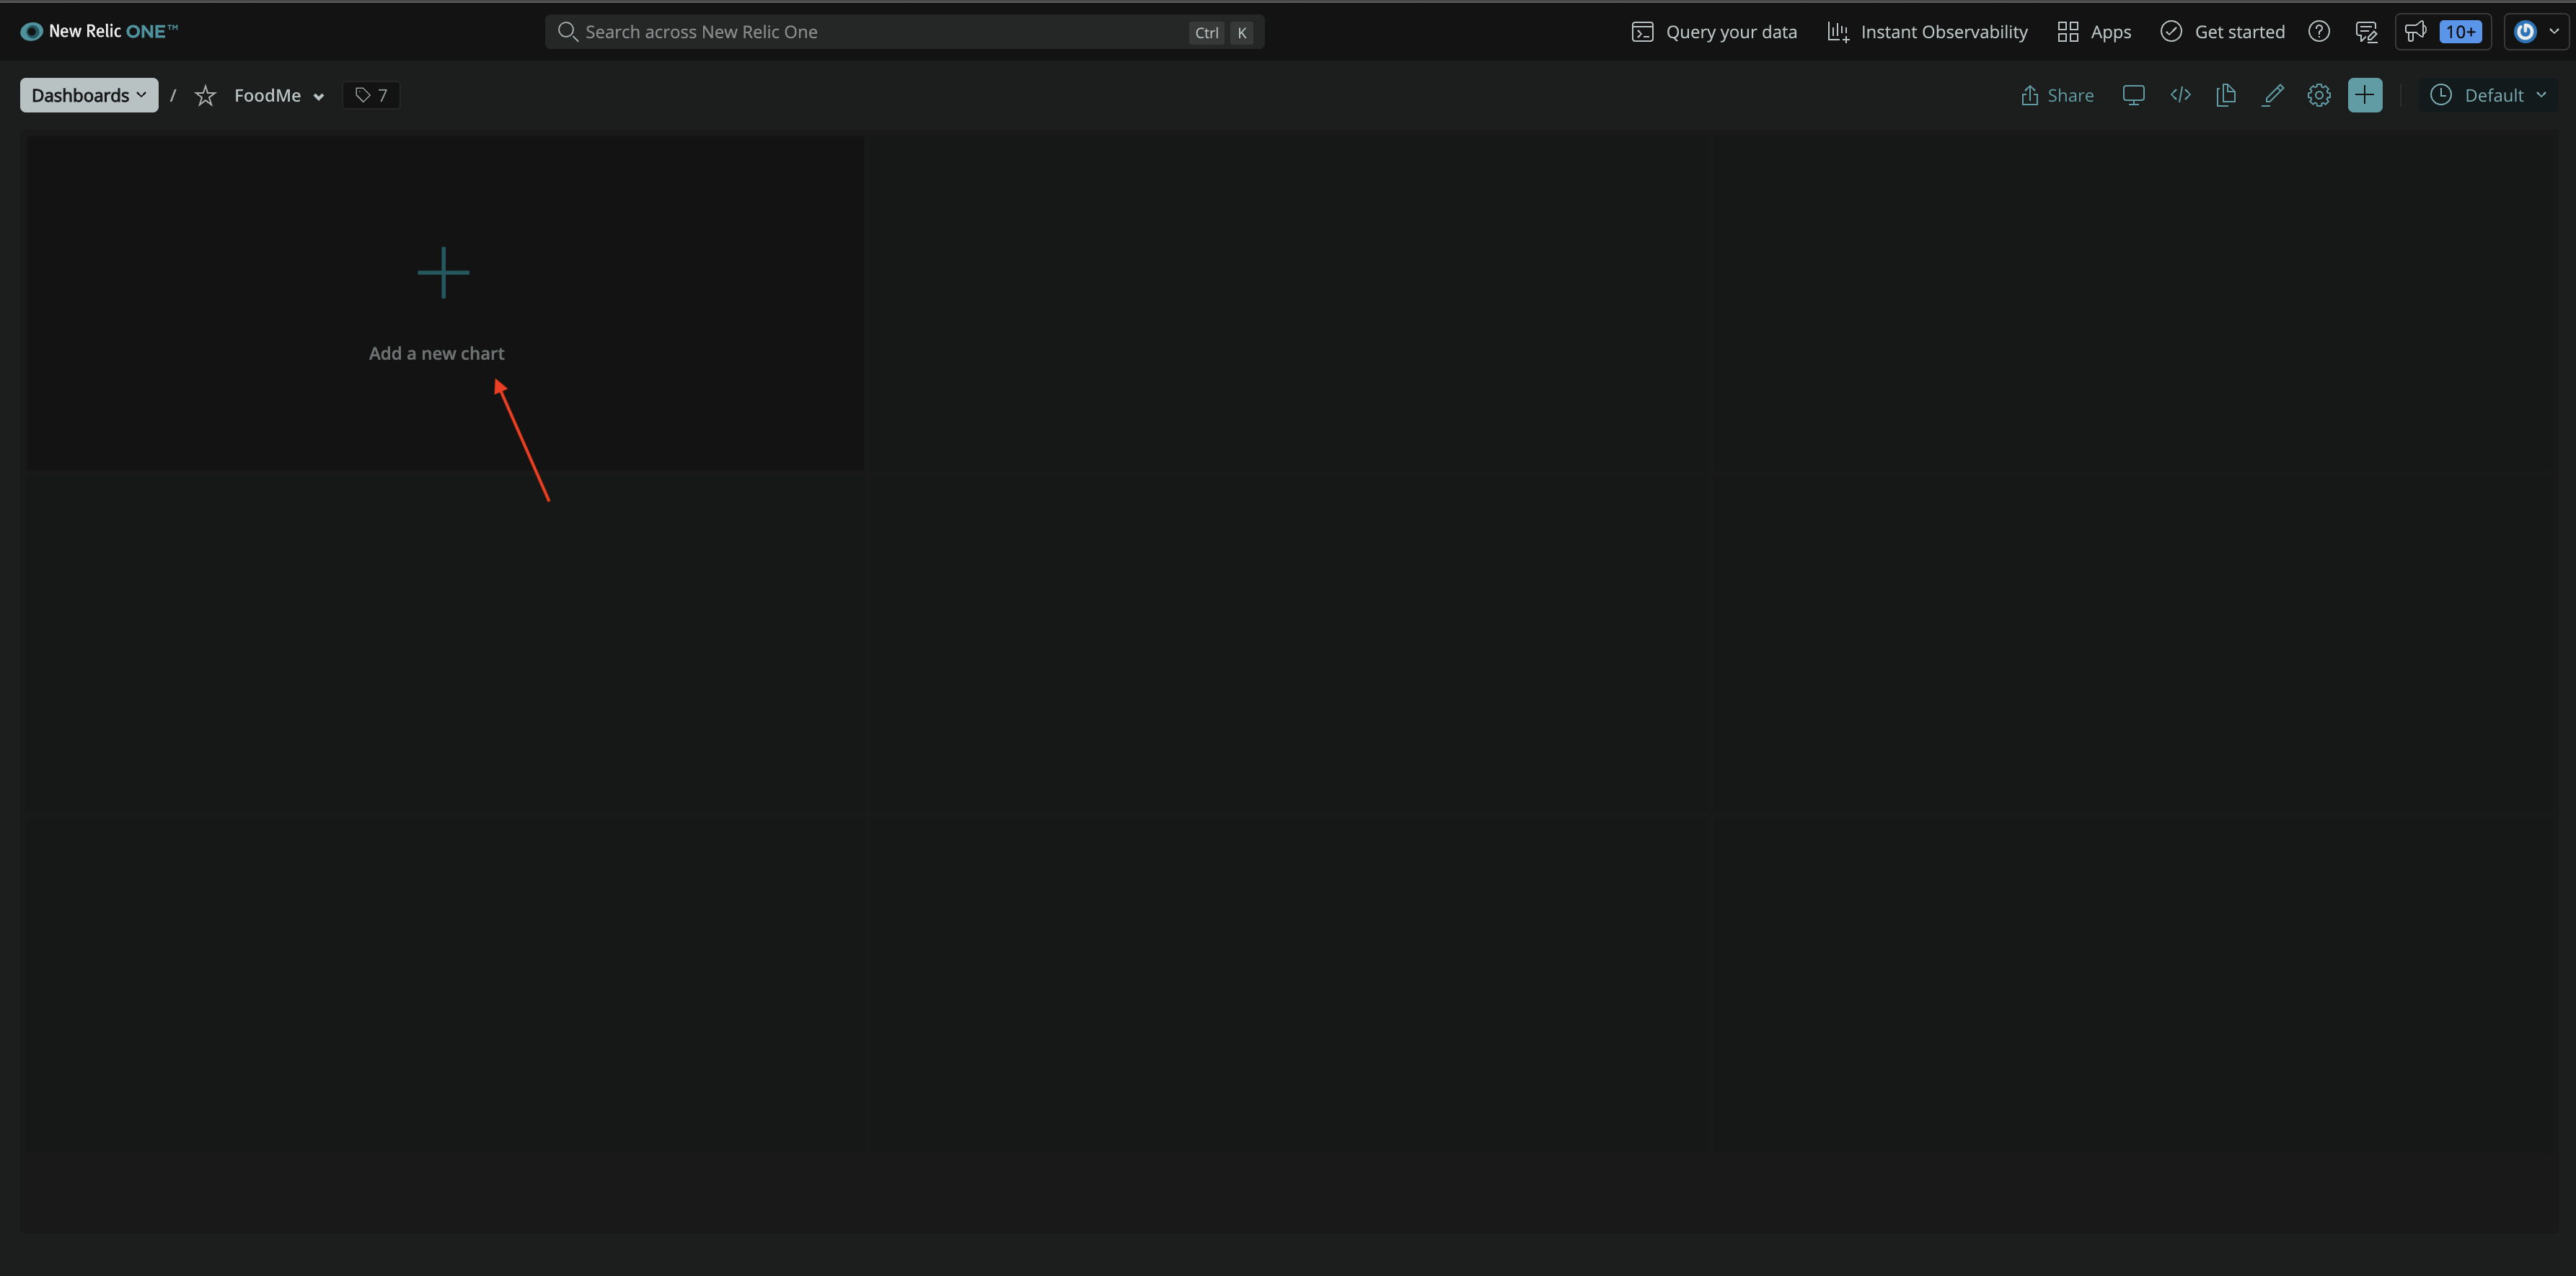 New Relic ONE™
Search across New Relic One
Ctrl K
Query your data
Instant Observability
Apps
Get started
10+
Dashboards / FoodMe 7
Share
Default
Add a new chart